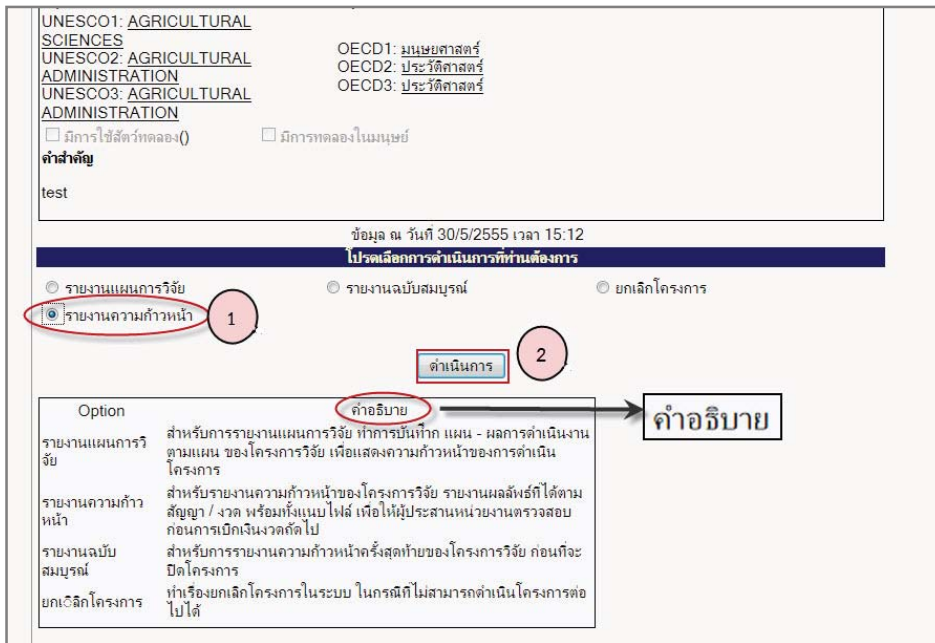 UNESCO1: AGRICULTURAL
SCIENCES
UNESCO2: AGRICULTURAL
ADMINISTRATION
UNESCO3: AGRICULTURAL
ADMINISTRATION
OECD1: มนุษยศาสตร์
OECD2: ประวัติศาสตร์
OECD3: ประวัติศาสตร์
มีการใช้สัตว์ทดลอง() มีการทดลองในมนุษย์
คำสำคัญ
test
ข้อมูล ณ วันที่ 30/5/2555 เวลา 15:12
โปรดเลือกการดำเนินการที่ท่านต้องการ
รายงานแผนการวิจัย รายงานฉบับสมบูรณ์ ยกเลิกโครงการ
รายงานความก้าวหน้า 1
ดำเนินการ 2
Option คำอธิบาย คำอธิบาย
รายงานแผนการวิ
จัย
สำหรับการรายงานแผนการวิจัย ทำการบันทึก แผน - ผลการดำเนินงาน
ตามแผน ของโครงการวิจัย เพื่อแสดงความก้าวหน้าของการดำเนิน
โครงการ
รายงานความก้าว
หน้า
สำหรับรายงานความก้าวหน้าของโครงการวิจัย รายงานผลลัพธ์ที่ได้ตาม
สัญญา / งวด พร้อมทั้งแนบไฟล์ เพื่อให้ผู้ประสานหน่วยงานตรวจสอบ
ก่อนการเบิกเงินงวดถัดไป
รายงานฉบับ
สมบูรณ์
สำหรับการรายงานความก้าวหน้าครั้งสุดท้ายของโครงการวิจัย ก่อนที่จะ
ปิดโครงการ
ยกเิลิกโครงการ
ทำเรื่องยกเลิกโครงการในระบบ ในกรณีที่ไม่สามารถดำเนินโครงการต่อ
ไปได้